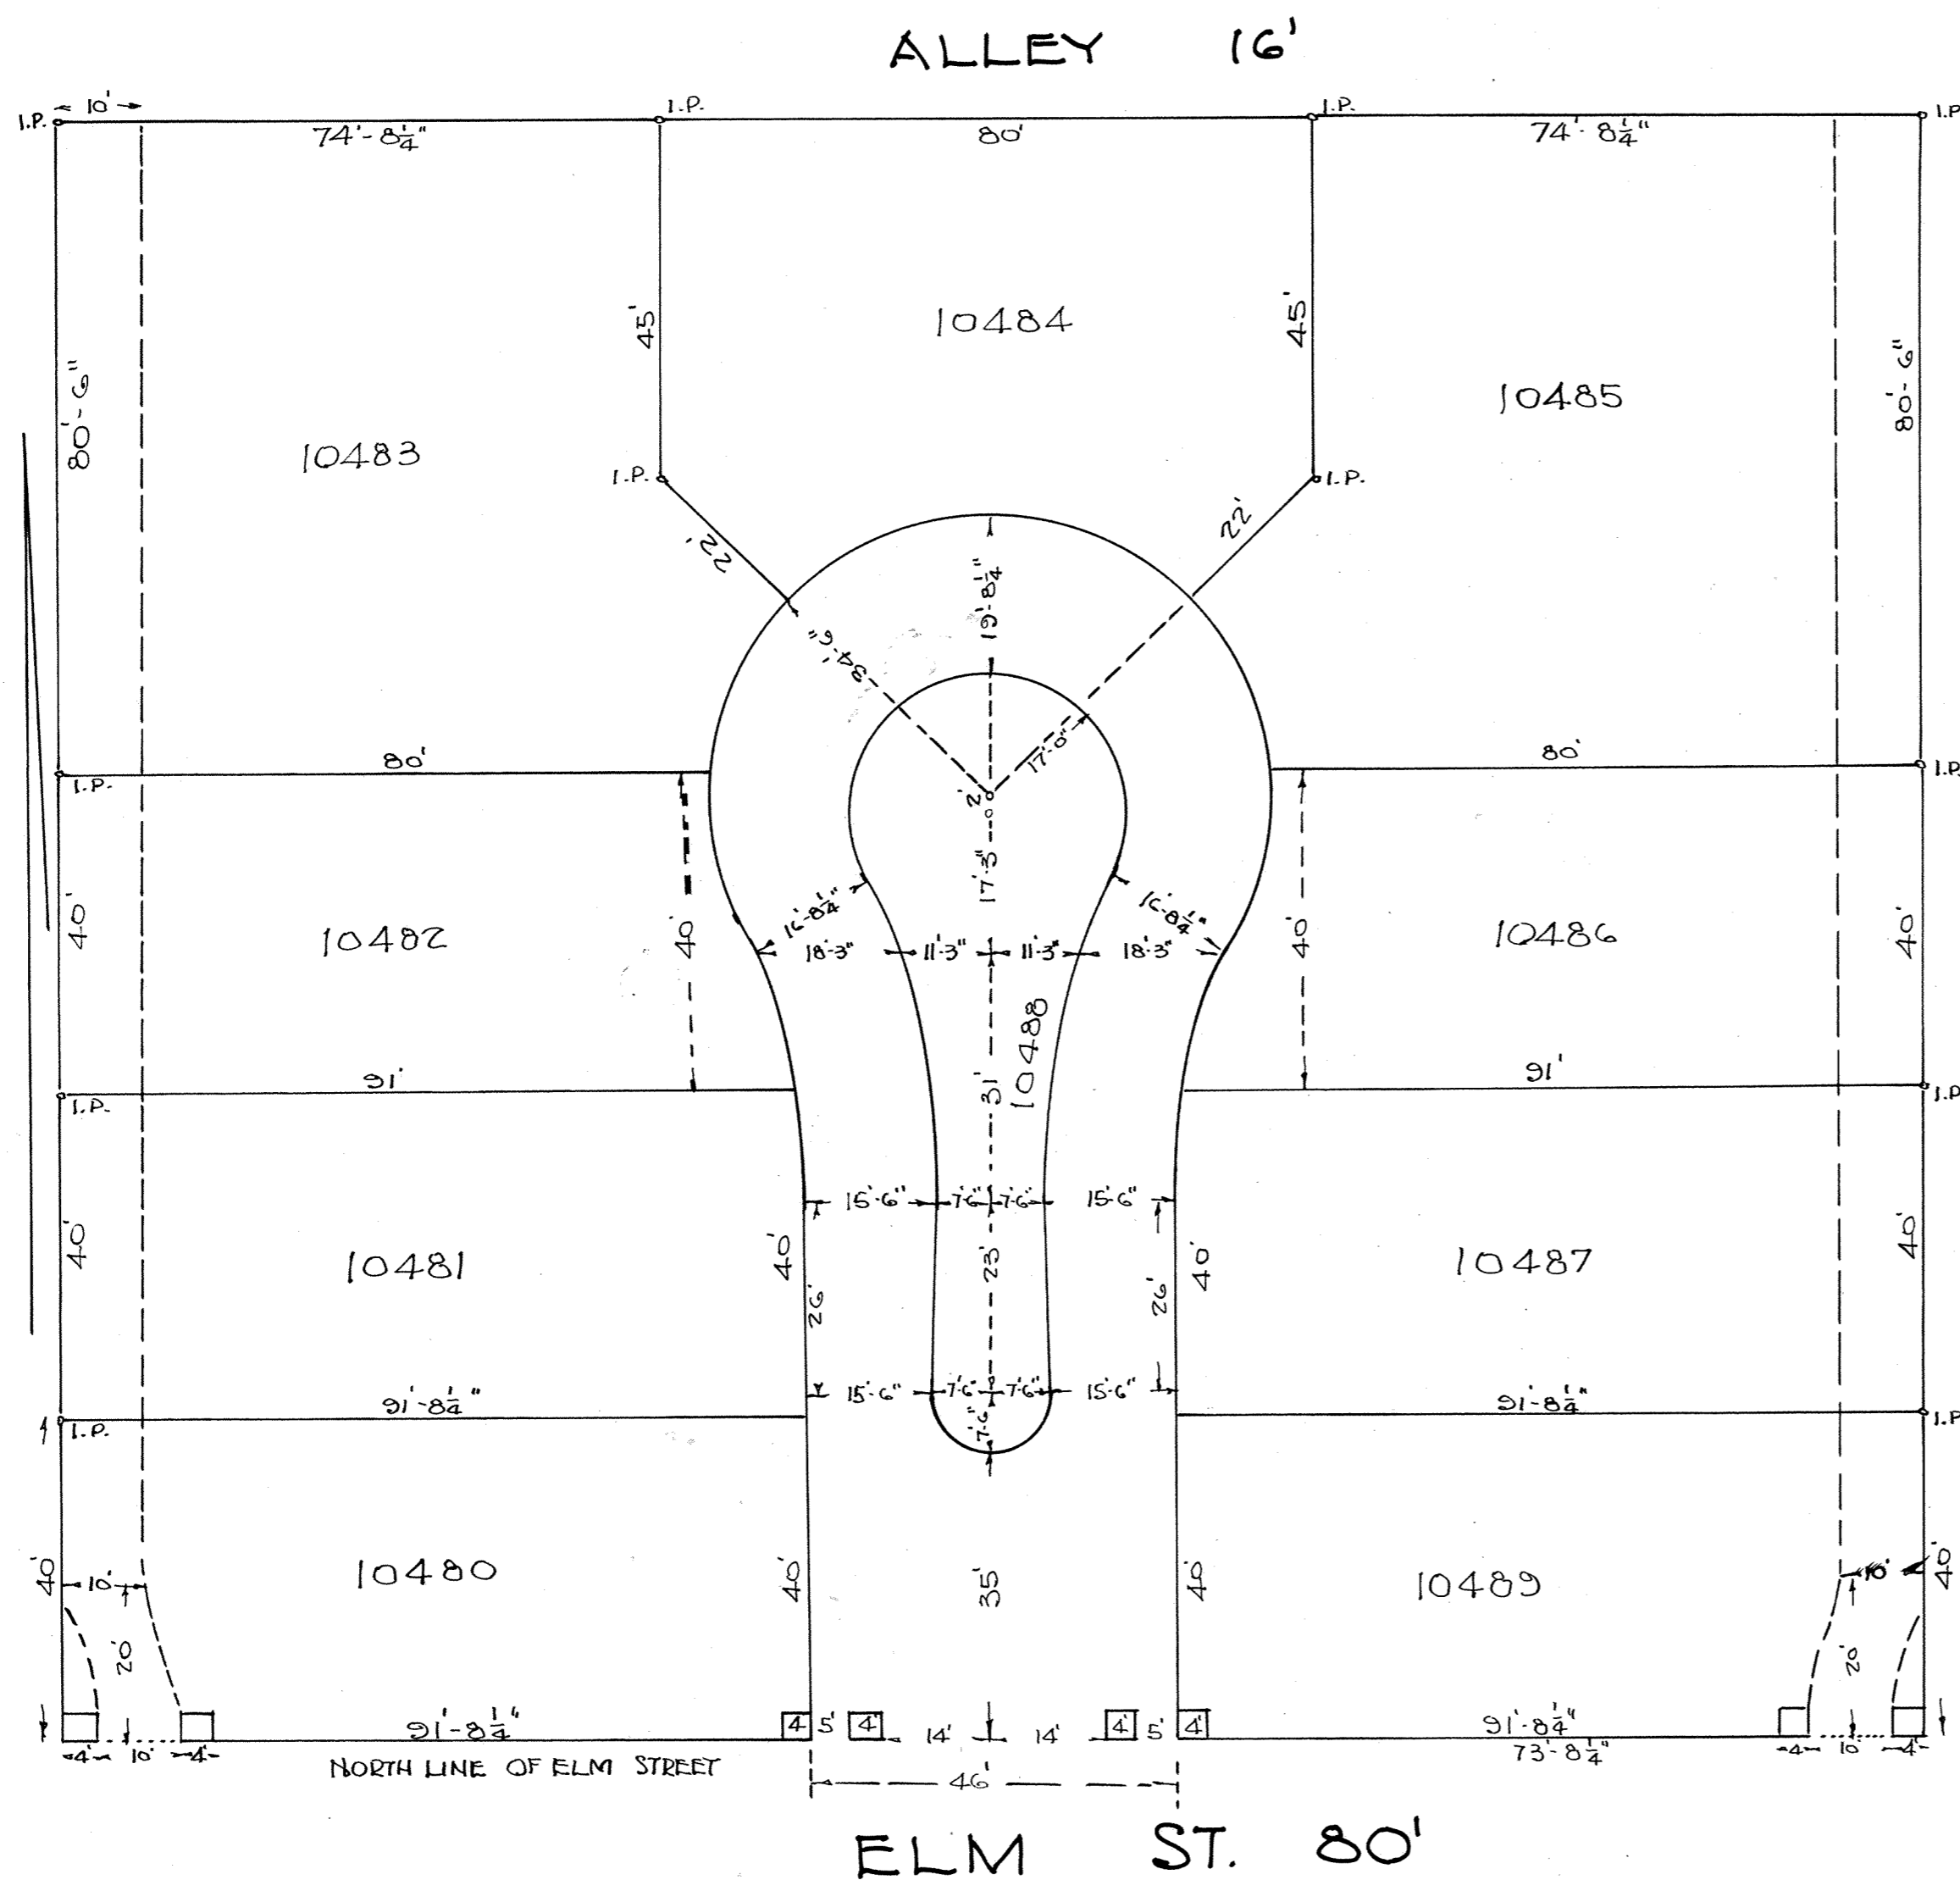 ALLEY 16'
I.P. 10' I.P. I.P. I.P.
74'-8¼" 80' 74'-8¼"
45' 45'
10484
80'-6" 80'-6"
10485
10483
I.P. I.P.
22' 22'
19'-8¼"
34'-6"
17'-0"
80' 80'
I.P. I.P.
2'
17'-3"
16'-8¼" 16'-8¼"
40' 10482 40' 40' 10486 40'
18'-3" 11'-3" 11'-3" 18'-3"
10488
31'
91' 91'
I.P. I.P.
15'-6" 7'-6" 7'-6" 15'-6"
40' 10481 40' 23' 40' 10487 40'
26' 26'
15'-6" 7'-6" 7'-6" 15'-6"
91'-8¼" 91'-8¼"
I.P. 7'-6" I.P.
40' 10' 10480 40' 35' 40' 10489 10' 40'
20' 20'
91'-8¼" 4' 5' 4' 14' 14' 4' 5' 4' 91'-8¼"
4' 10' 4' 73'-8¼" 4' 10' 4'
NORTH LINE OF ELM STREET
46'
ELM ST. 80'